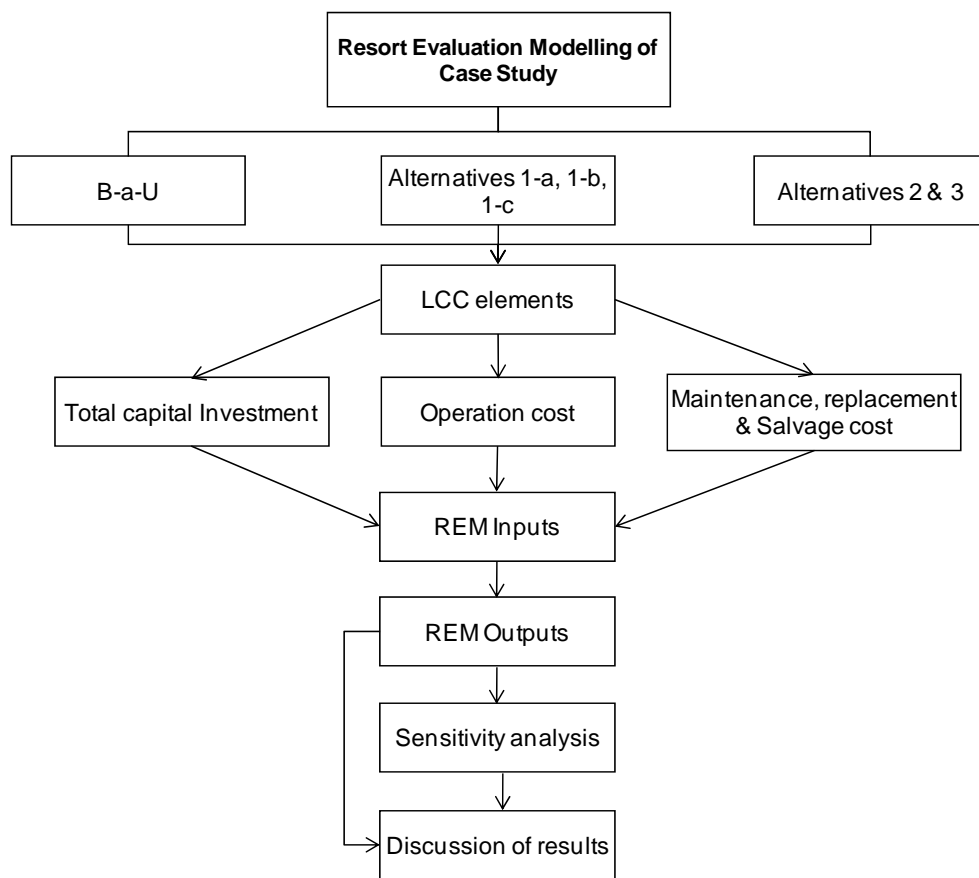 Resort Evaluation Modelling of
Case Study
B-a-U
Alternatives 1-a, 1-b,
1-c
Alternatives 2 & 3
LCC elements
Total capital Investment
Operation cost
Maintenance, replacement
& Salvage cost
REM Inputs
REM Outputs
Sensitivity analysis
Discussion of results